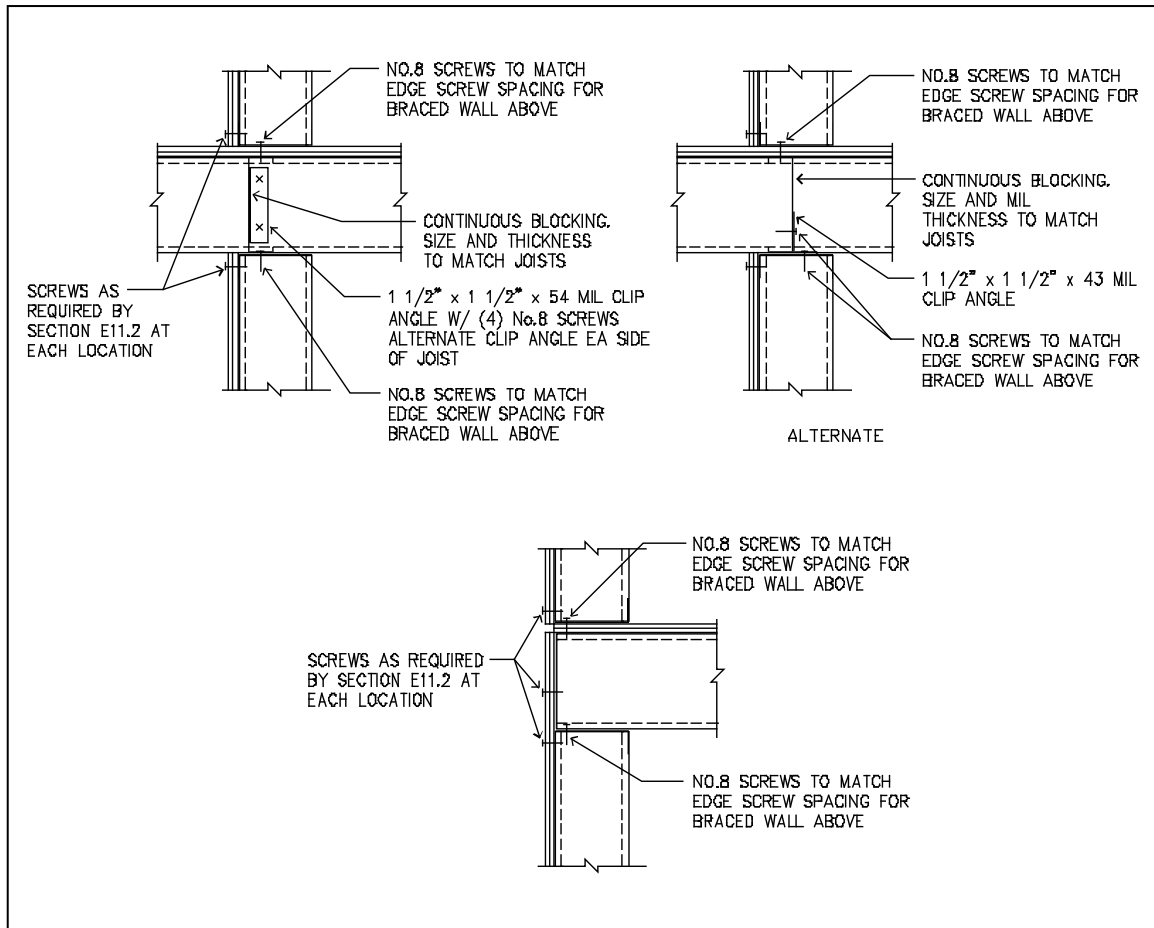 NO.8 SCREWS TO MATCH
EDGE SCREW SPACING FOR
BRACED WALL ABOVE
CONTINUOUS BLOCKING.
SIZE AND THICKNESS
TO MATCH JOISTS
SCREWS AS
REQUIRED BY
SECTION E11.2 AT
EACH LOCATION
1 1/2" x 1 1/2" x 54 MIL CLIP
ANGLE W/ (4) No.8 SCREWS
ALTERNATE CLIP ANGLE EA SIDE
OF JOIST
NO.8 SCREWS TO MATCH
EDGE SCREW SPACING FOR
BRACED WALL ABOVE
NO.8 SCREWS TO MATCH
EDGE SCREW SPACING FOR
BRACED WALL ABOVE
CONTINUOUS BLOCKING.
SIZE AND MIL
THICKNESS TO MATCH
JOISTS
1 1/2" x 1 1/2" x 43 MIL
CLIP ANGLE
NO.8 SCREWS TO MATCH
EDGE SCREW SPACING FOR
BRACED WALL ABOVE
ALTERNATE
NO.8 SCREWS TO MATCH
EDGE SCREW SPACING FOR
BRACED WALL ABOVE
SCREWS AS REQUIRED
BY SECTION E11.2 AT
EACH LOCATION
NO.8 SCREWS TO MATCH
EDGE SCREW SPACING FOR
BRACED WALL ABOVE